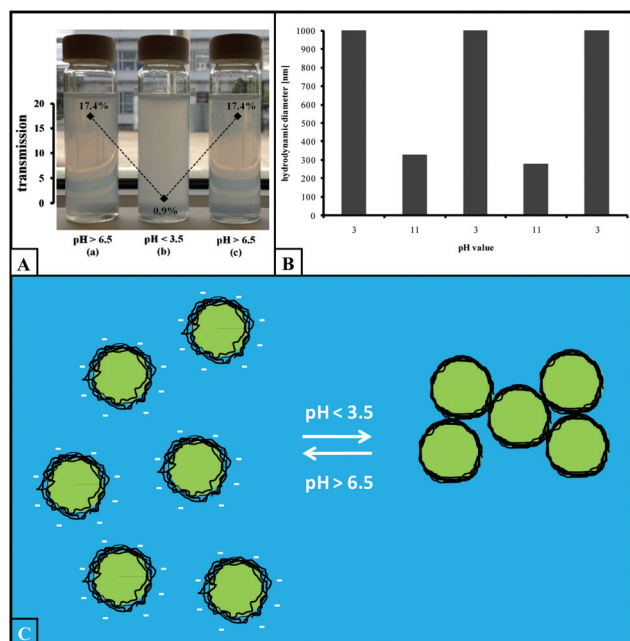 20
15
10
5
0
transmission
17.4%
0,9%
17.4%
pH > 6.5
pH < 3.5
pH > 6.5
(a)
(b)
(c)
A
1000
900
800
700
600
500
400
300
200
100
0
hydrodynamic diameter [nm]
3
11
3
11
3
pH value
B
pH < 3.5
pH > 6.5
C